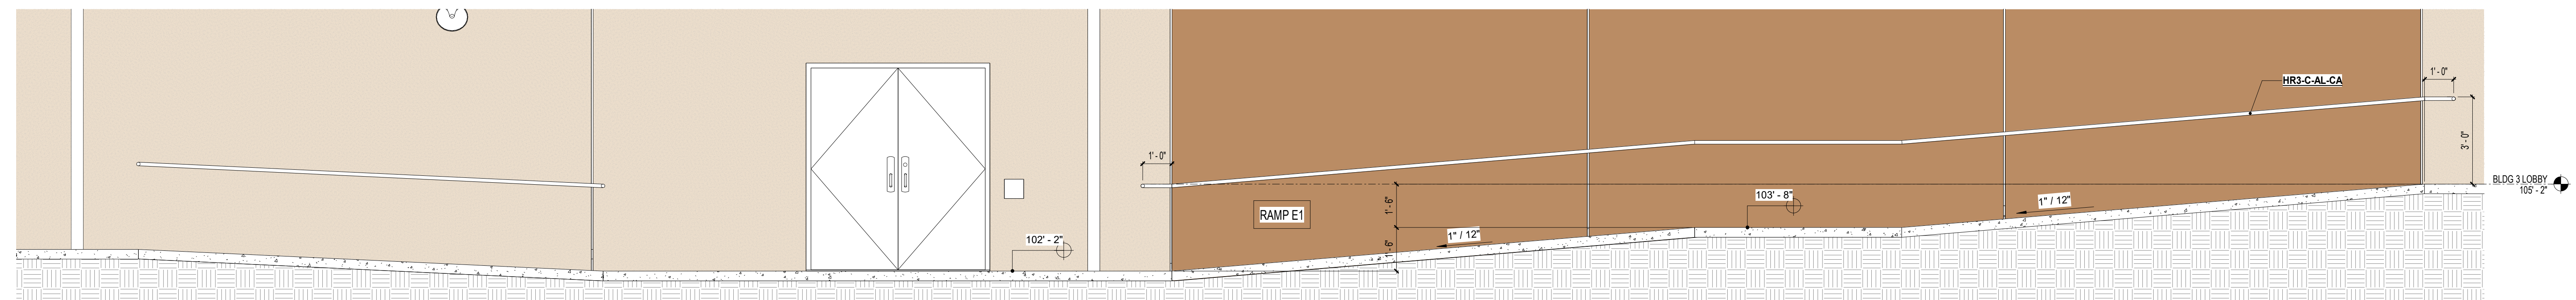 1' - 0"
HR3-C-AL-CA
1' - 0"
3' - 0"
BLDG 3 LOBBY
105' - 2"
103' - 8"
1" / 12"
1' - 6"
RAMP E1
1" / 12"
102' - 2"
1' - 6"